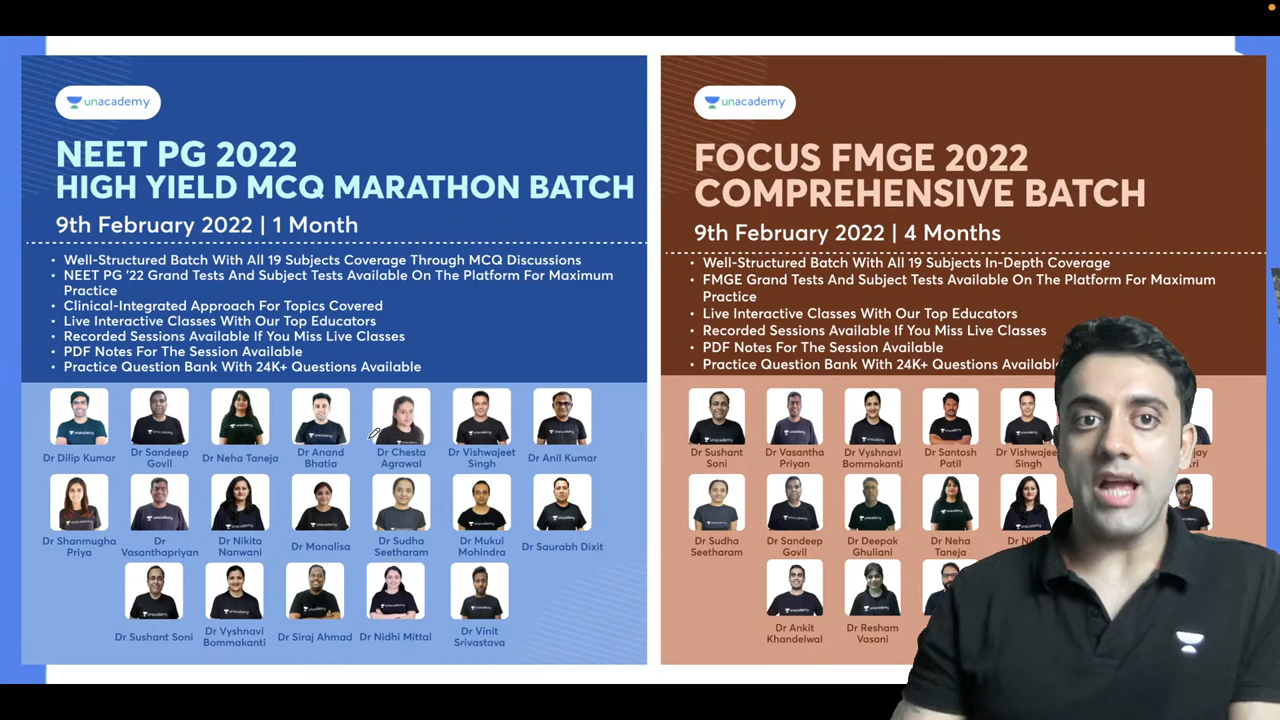 unacademy
NEET PG 2022
HIGH YIELD MCQ MARATHON BATCH
9th February 2022 | 1 Month
• Well-Structured Batch With All 19 Subjects Coverage Through MCQ Discussions
• NEET PG '22 Grand Tests And Subject Tests Available On The Platform For Maximum
Practice
• Clinical-Integrated Approach For Topics Covered
• Live Interactive Classes With Our Top Educators
• Recorded Sessions Available If You Miss Live Classes
• PDF Notes For The Session Available
• Practice Question Bank With 24K+ Questions Available
Dr Dilip Kumar
Dr Sandeep
Govil
Dr Neha Taneja
Dr Anand
Bhatia
Dr Chesta
Agrawal
Dr Vishwajeet
Singh
Dr Anil Kumar
Dr Shanmugha
Priya
Dr
Vasanthapriyan
Dr Nikita
Nanwani
Dr Monalisa
Dr Sudha
Seetharam
Dr Mukul
Mohindra
Dr Saurabh Dixit
Dr Sushant Soni
Dr Vyshnavi
Bommakanti
Dr Siraj Ahmad
Dr Nidhi Mittal
Dr Vinit
Srivastava
unacademy
FOCUS FMGE 2022
COMPREHENSIVE BATCH
9th February 2022 | 4 Months
• Well-Structured Batch With All 19 Subjects In-Depth Coverage
• FMGE Grand Tests And Subject Tests Available On The Platform For Maximum
Practice
• Live Interactive Classes With Our Top Educators
• Recorded Sessions Available If You Miss Live Classes
• PDF Notes For The Session Available
• Practice Question Bank With 24K+ Questions Available
Dr Sushant
Soni
Dr Vasantha
Priyan
Dr Vyshnavi
Bommakanti
Dr Santosh
Patil
Dr Vishwajee
Singh
Dr Sudha
Seetharam
Dr Sandeep
Govil
Dr Deepak
Ghuliani
Dr Neha
Taneja
Dr Ankit
Khandelwal
Dr Resham
Vasani